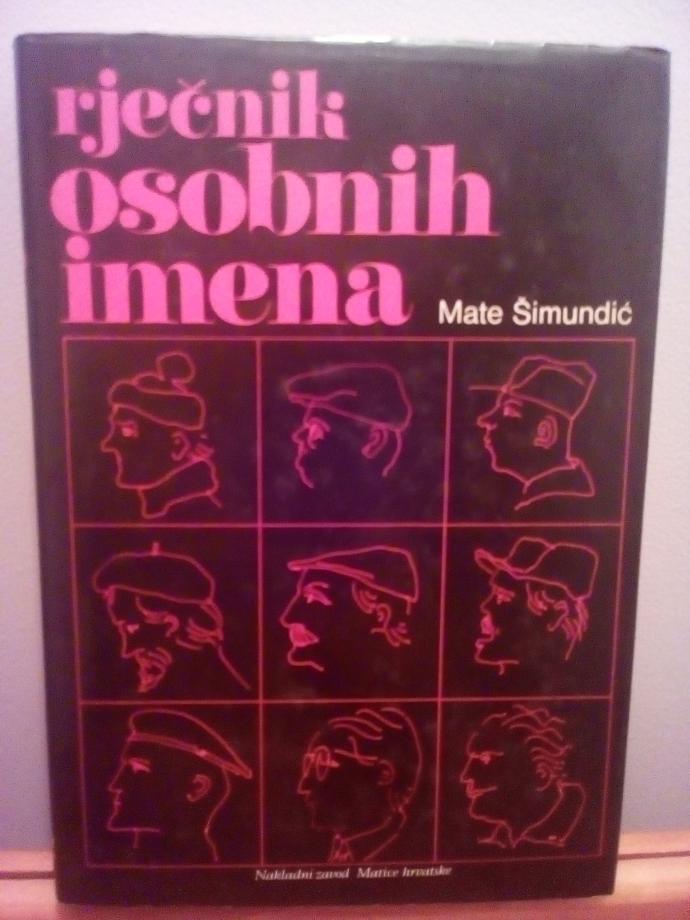 rječnik
osobnih
imena
Mate Šimundić
Nakladni zavod Matice hrvatske